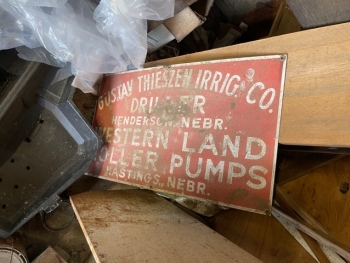 GUSTAV THIESZEN IRRIG. CO.
DRILLER
HENDERSON, NEBR.
WESTERN LAND
ROLLER PUMPS
HASTINGS, NEBR.